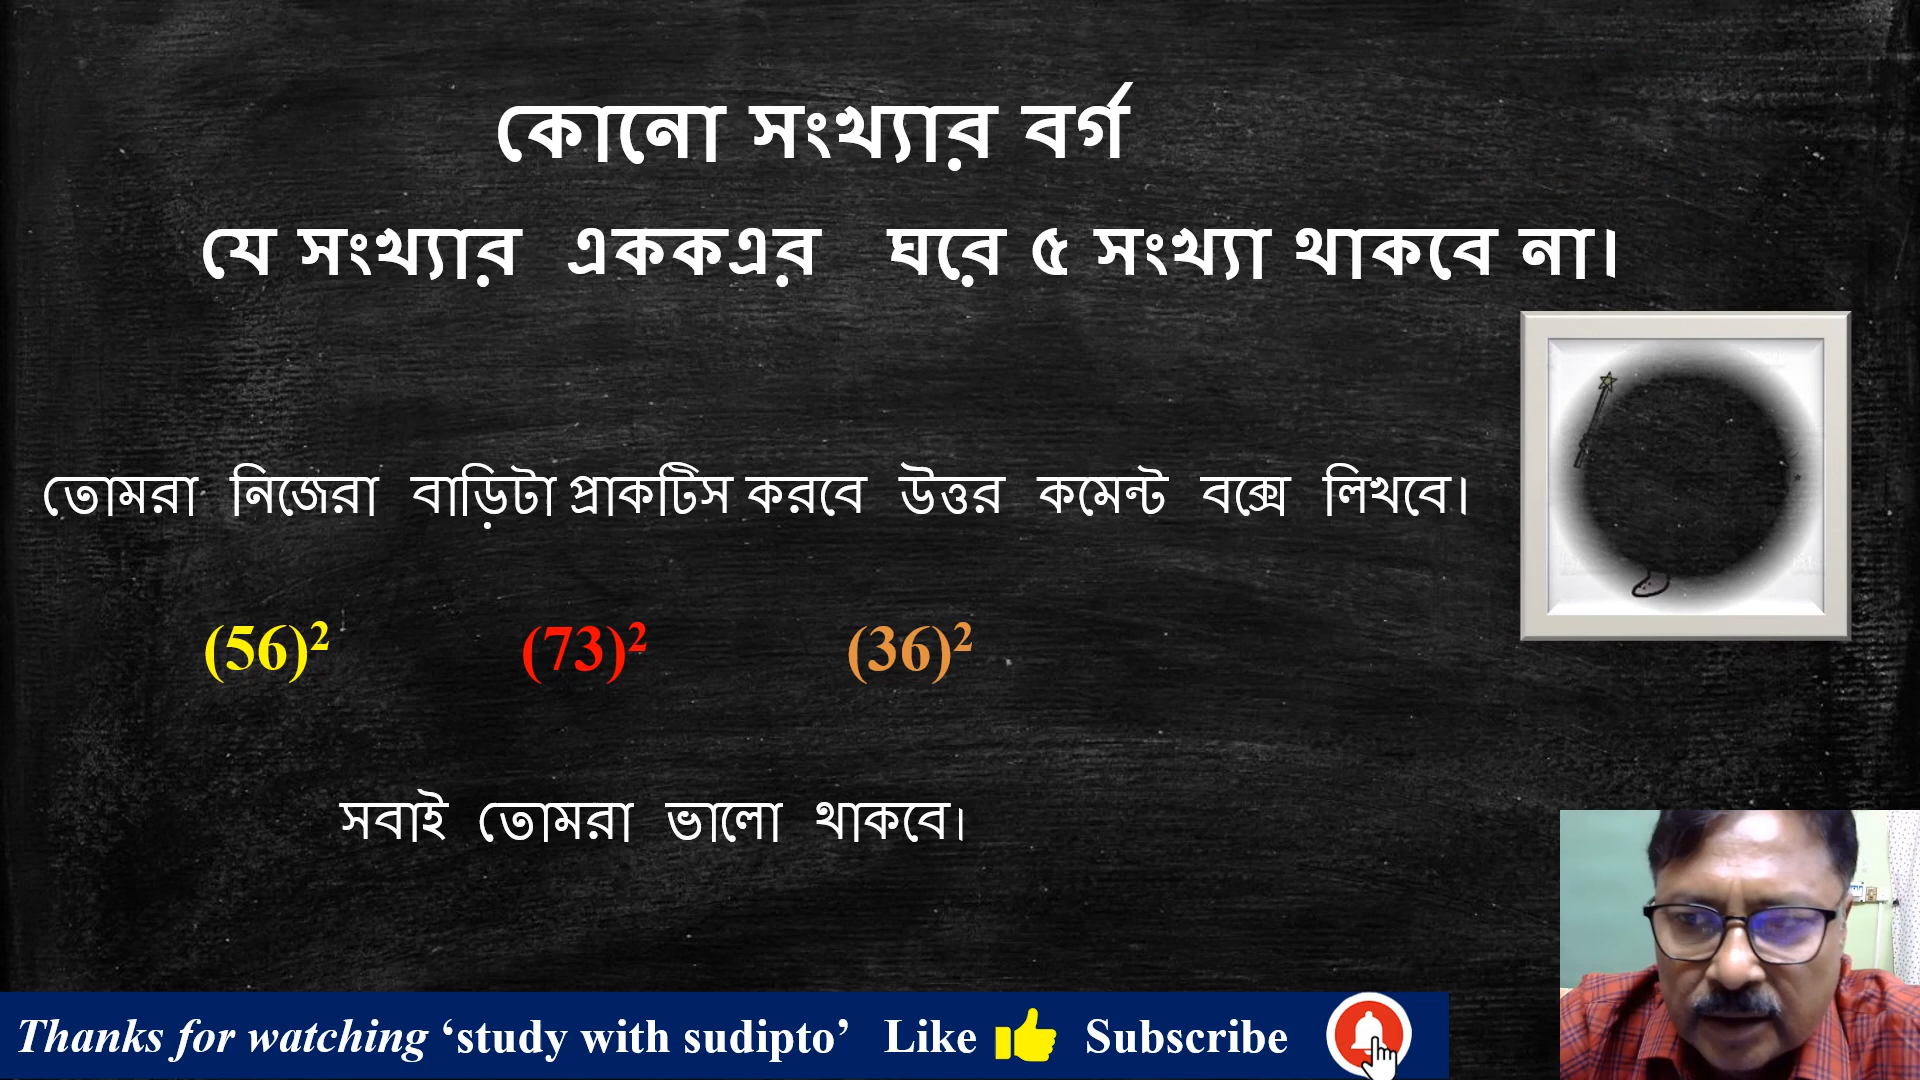 কোনো সংখ্যার বর্গ
যে সংখ্যার এককএর ঘরে ৫ সংখ্যা থাকবে না।
তোমরা নিজেরা বাড়িটা প্রাকটিস করবে উত্তর কমেন্ট বক্সে লিখবে।
(56)² (73)² (36)²
সবাই তোমরা ভালো থাকবে।
Thanks for watching ‘study with sudipto’ Like Subscribe